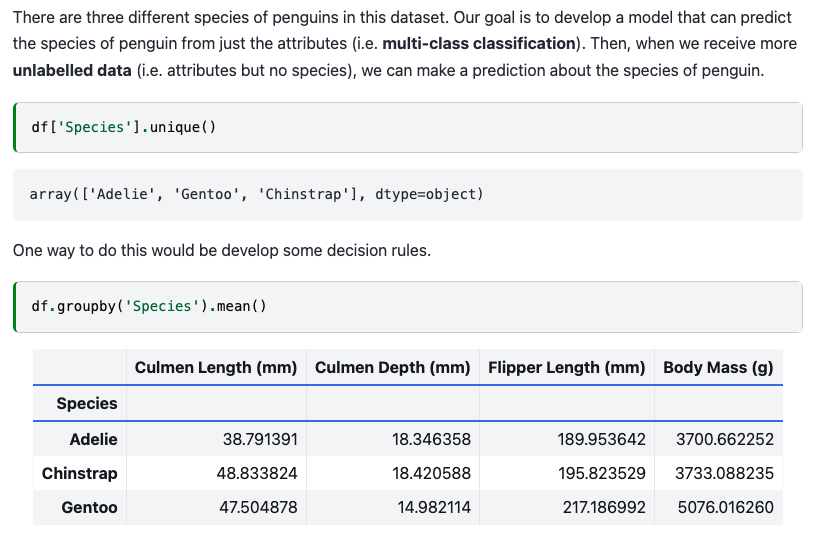 There are three different species of penguins in this dataset. Our goal is to develop a model that can predict
the species of penguin from just the attributes (i.e. multi-class classification). Then, when we receive more
unlabelled data (i.e. attributes but no species), we can make a prediction about the species of penguin.
df['Species'].unique()
array(['Adelie', 'Gentoo', 'Chinstrap'], dtype=object)
One way to do this would be develop some decision rules.
df.groupby('Species').mean()
Culmen Length (mm) Culmen Depth (mm) Flipper Length (mm) Body Mass (g)
Species
Adelie 38.791391 18.346358 189.953642 3700.662252
Chinstrap 48.833824 18.420588 195.823529 3733.088235
Gentoo 47.504878 14.982114 217.186992 5076.016260